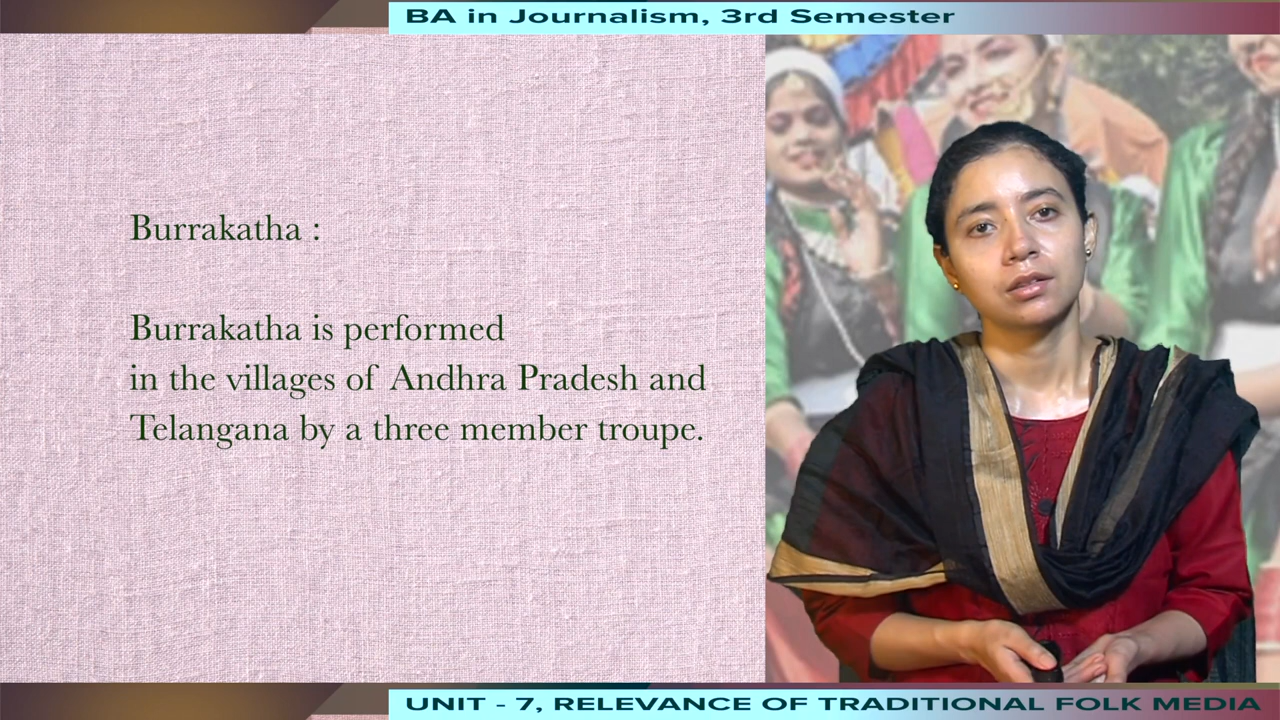 BA in Journalism, 3rd Semester
Burrakatha :
Burrakatha is performed
in the villages of Andhra Pradesh and
Telangana by a three member troupe.
UNIT - 7, RELEVANCE OF TRADITIONAL FOLK MEDIA